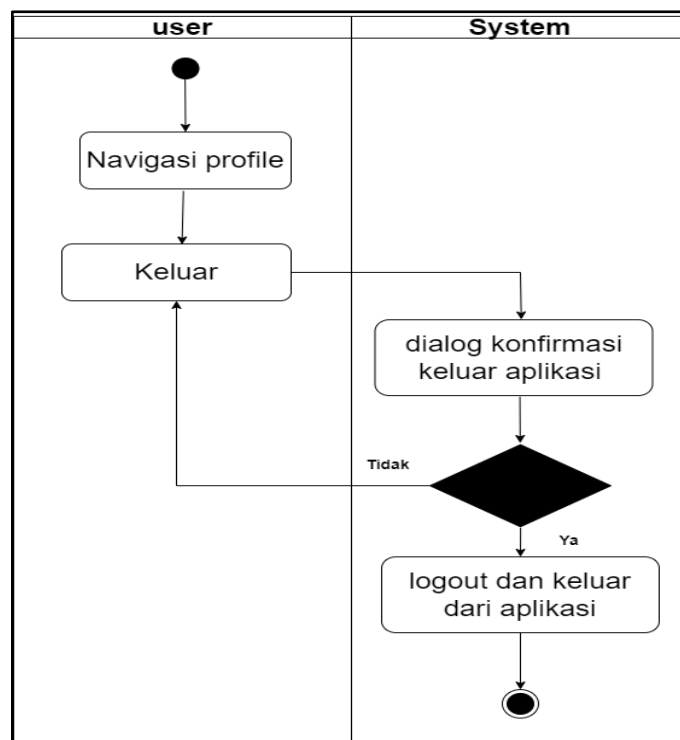 user
System
Navigasi profile
Keluar
dialog konfirmasi
keluar aplikasi
Tidak
Ya
logout dan keluar
dari aplikasi